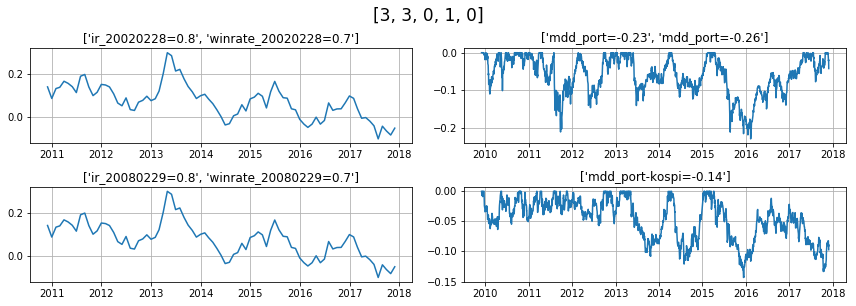 [3, 3, 0, 1, 0]
['ir_20020228=0.8', 'winrate_20020228=0.7']
0.2
0.0
2011 2012 2013 2014 2015 2016 2017 2018
['mdd_port=-0.23', 'mdd_port=-0.26']
0.0
−0.1
−0.2
2010 2011 2012 2013 2014 2015 2016 2017 2018
['ir_20080229=0.8', 'winrate_20080229=0.7']
0.2
0.0
2011 2012 2013 2014 2015 2016 2017 2018
['mdd_port-kospi=-0.14']
0.00
−0.05
−0.10
−0.15
2010 2011 2012 2013 2014 2015 2016 2017 2018